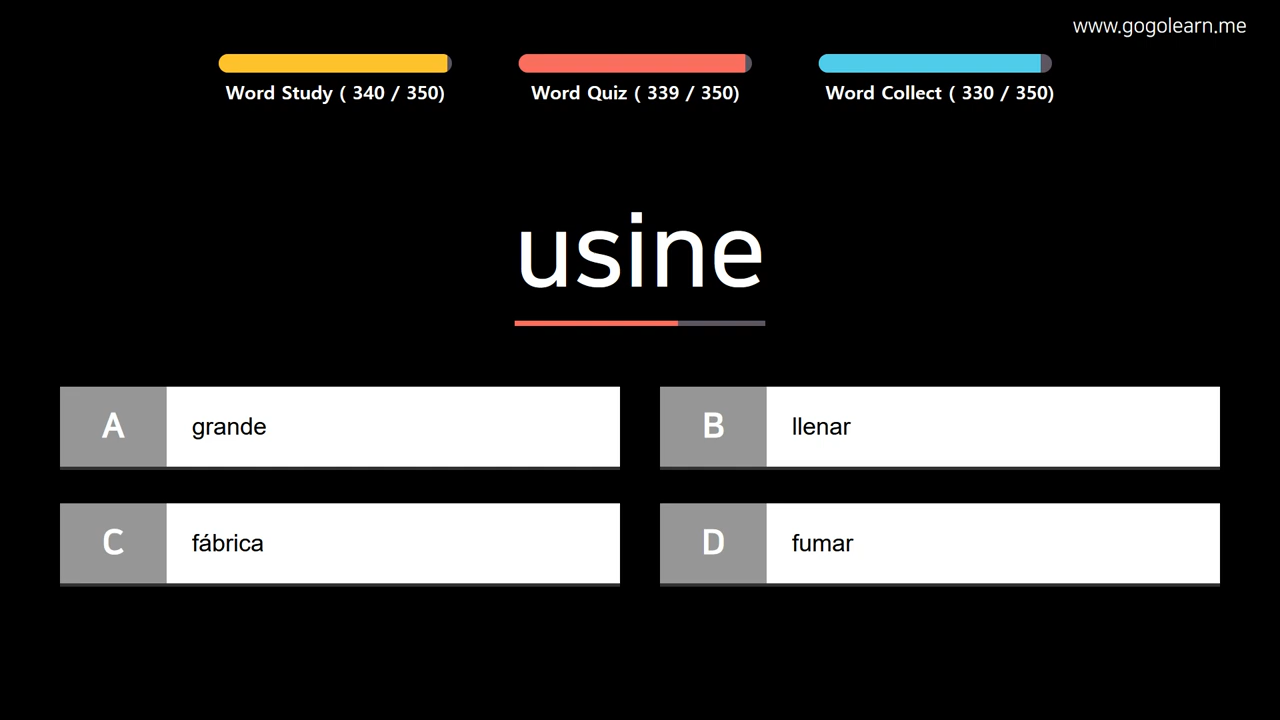 www.gogolearn.me
Word Study ( 340 / 350)
Word Quiz ( 339 / 350)
Word Collect ( 330 / 350)
usine
A grande
B llenar
C fábrica
D fumar